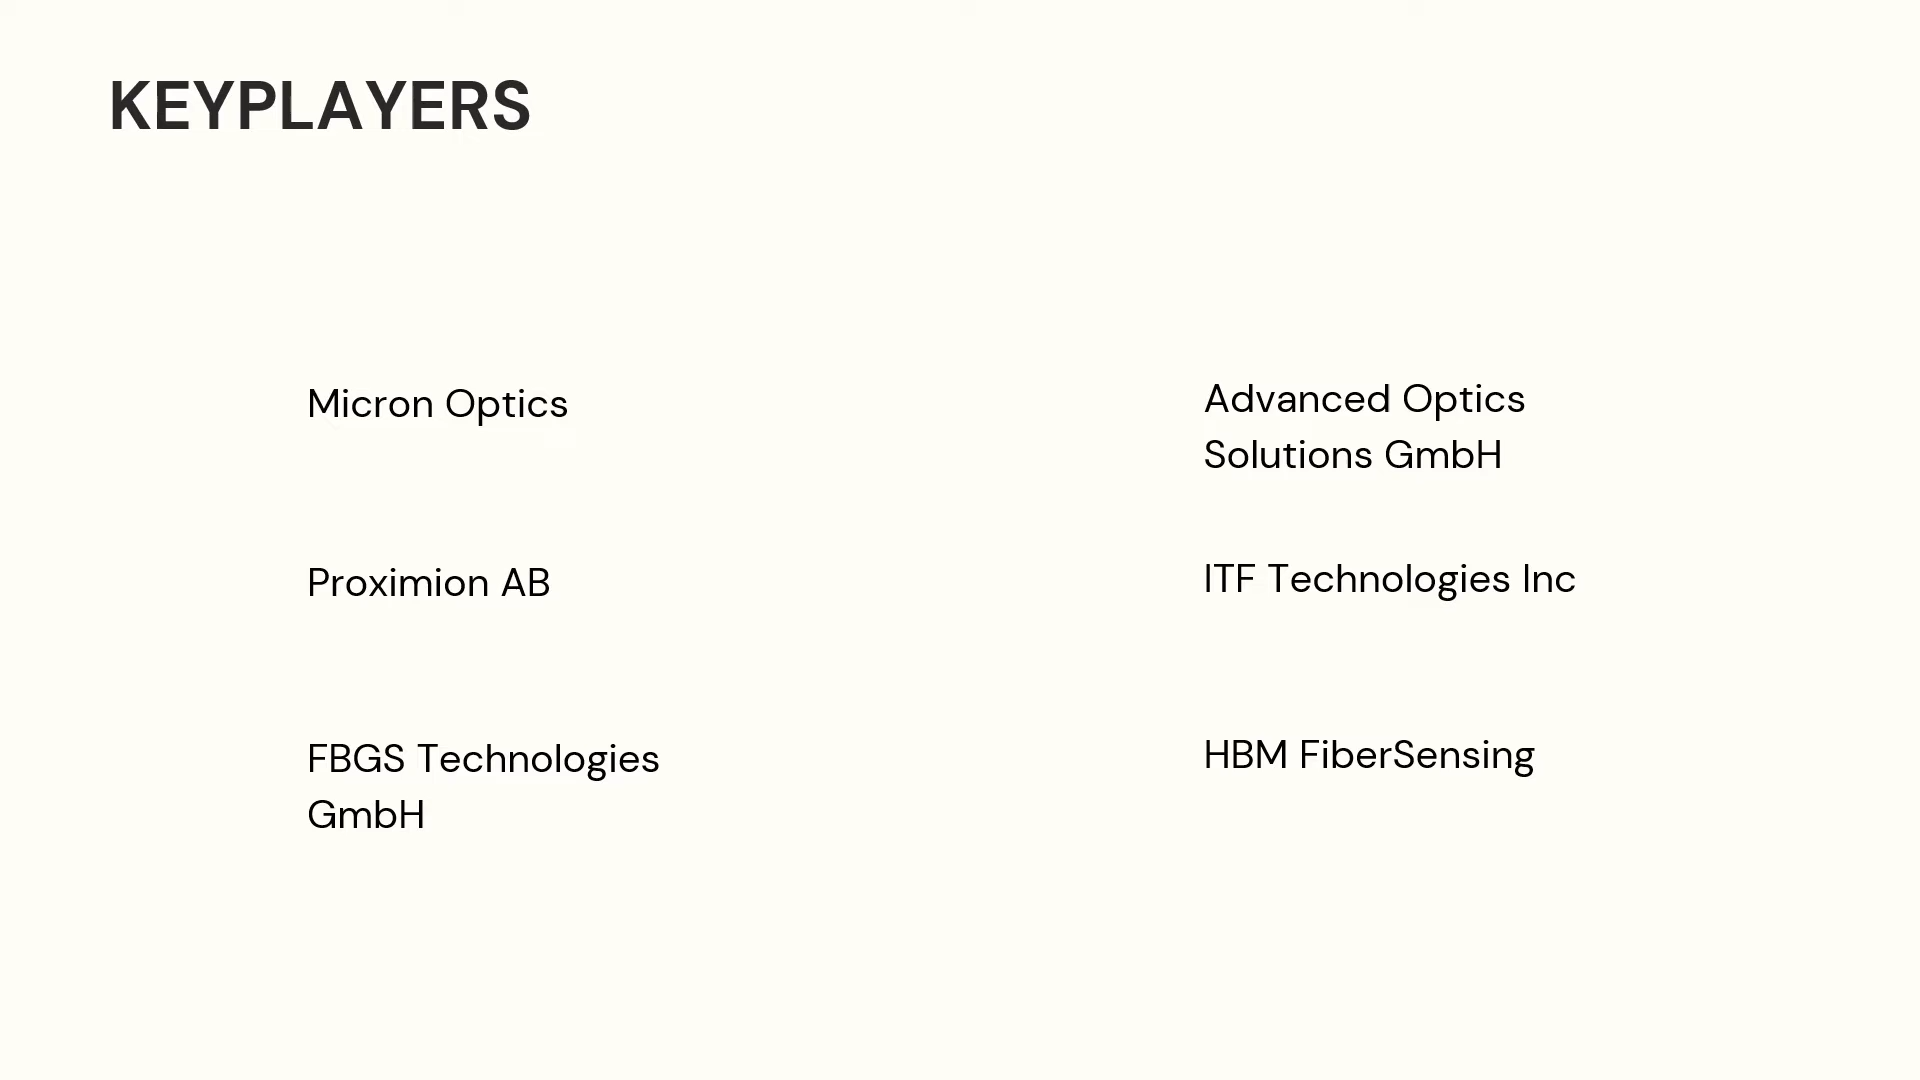 KEYPLAYERS
Micron Optics
Proximion AB
FBGS Technologies
GmbH
Advanced Optics
Solutions GmbH
ITF Technologies Inc
HBM FiberSensing